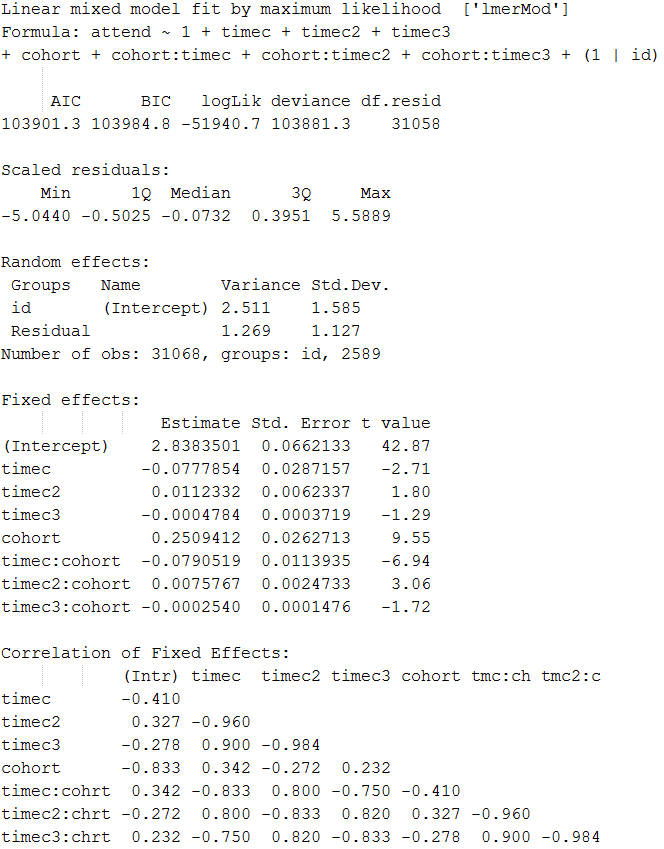 Linear mixed model fit by maximum likelihood  ['lmerMod']
Formula: attend ~ 1 + timec + timec2 + timec3
+ cohort + cohort:timec + cohort:timec2 + cohort:timec3 + (1 | id)
     AIC      BIC   logLik deviance df.resid
103901.3 103984.8 -51940.7 103881.3    31058
Scaled residuals:
    Min      1Q  Median      3Q     Max
-5.0440 -0.5025 -0.0732  0.3951  5.5889
Random effects:
 Groups   Name        Variance Std.Dev.
 id       (Intercept) 2.511    1.585
 Residual             1.269    1.127
Number of obs: 31068, groups: id, 2589
Fixed effects:
                Estimate Std. Error t value
(Intercept)    2.8383501  0.0662133   42.87
timec         -0.0777854  0.0287157   -2.71
timec2         0.0112332  0.0062337    1.80
timec3        -0.0004784  0.0003719   -1.29
cohort         0.2509412  0.0262713    9.55
timec:cohort  -0.0790519  0.0113935   -6.94
timec2:cohort  0.0075767  0.0024733    3.06
timec3:cohort -0.0002540  0.0001476   -1.72
Correlation of Fixed Effects:
            (Intr) timec  timec2 timec3 cohort tmc:ch tmc2:c
timec       -0.410
timec2       0.327 -0.960
timec3      -0.278  0.900 -0.984
cohort      -0.833  0.342 -0.272  0.232
timec:cohrt  0.342 -0.833  0.800 -0.750 -0.410
timec2:chrt -0.272  0.800 -0.833  0.820  0.327 -0.960
timec3:chrt  0.232 -0.750  0.820 -0.833 -0.278  0.900 -0.984